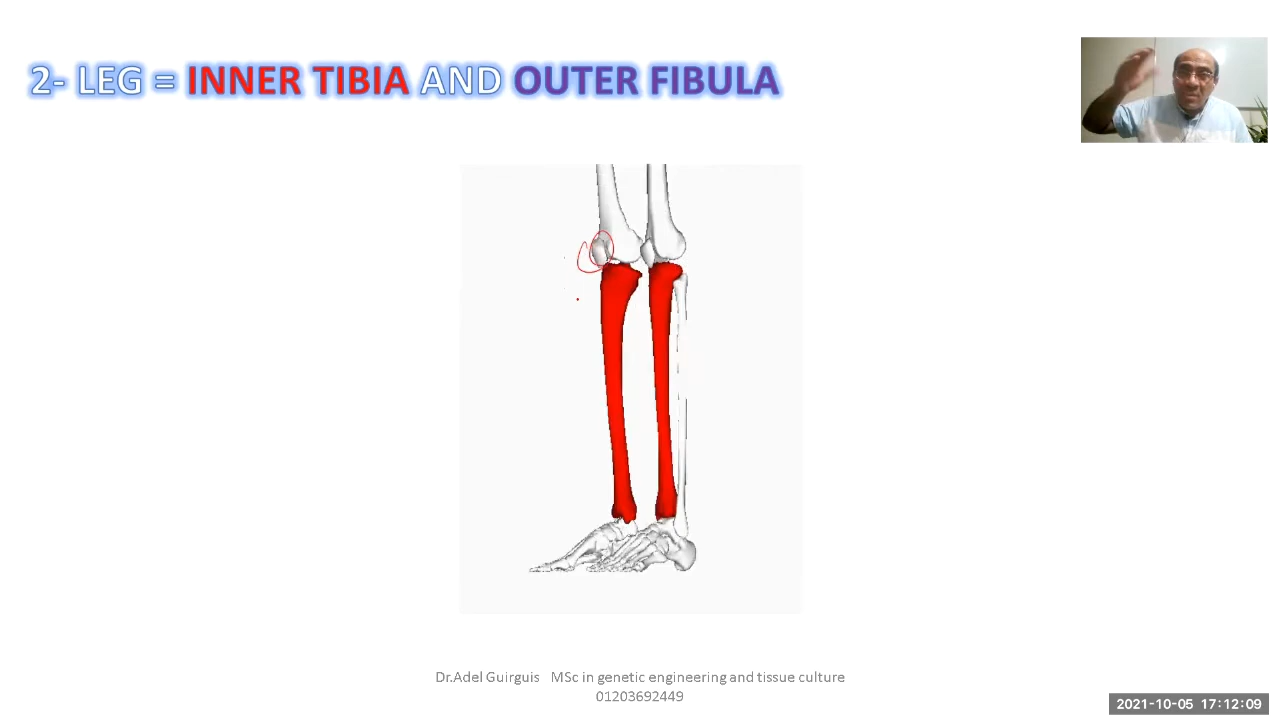 2- LEG = INNER TIBIA AND OUTER FIBULA
Dr.Adel Guirguis MSc in genetic engineering and tissue culture
01203692449
2021-10-05 17:12:09